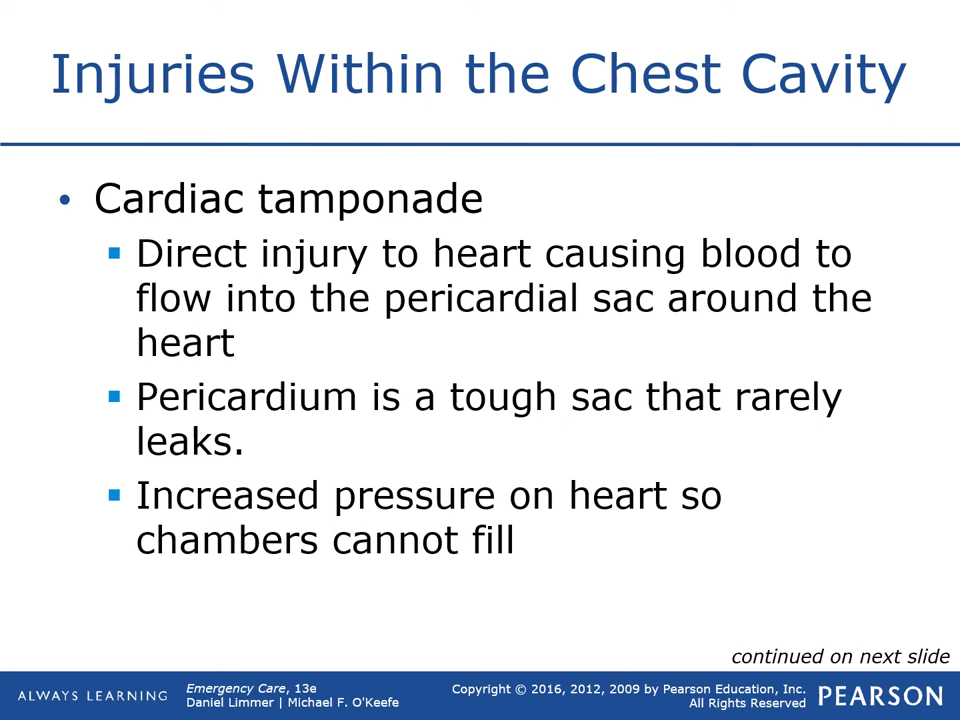 Injuries Within the Chest Cavity
• Cardiac tamponade
▪ Direct injury to heart causing blood to
flow into the pericardial sac around the
heart
▪ Pericardium is a tough sac that rarely
leaks.
▪ Increased pressure on heart so
chambers cannot fill
continued on next slide
ALWAYS LEARNING
Emergency Care, 13e
Daniel Limmer | Michael F. O'Keefe
Copyright © 2016, 2012, 2009 by Pearson Education, Inc.
All Rights Reserved
PEARSON